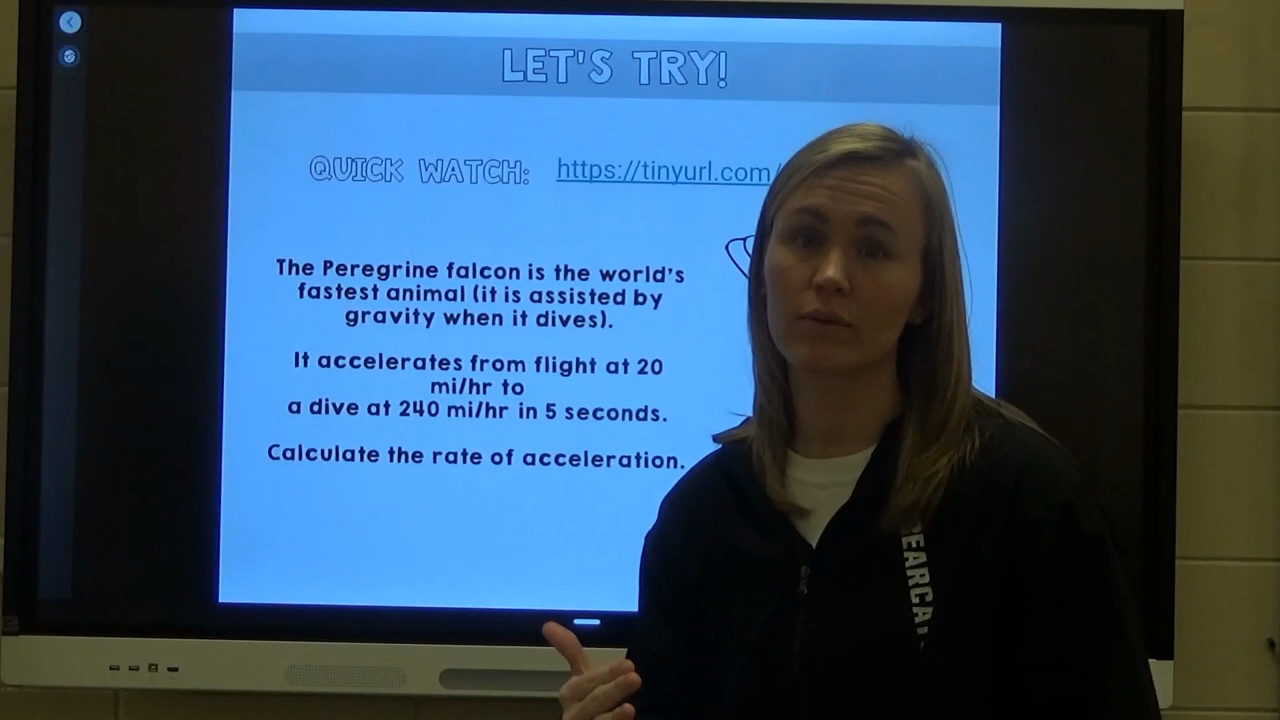 LET'S TRY!
QUICK WATCH: https://tinyurl.com/
The Peregrine falcon is the world's
fastest animal (it is assisted by
gravity when it dives).
It accelerates from flight at 20
mi/hr to
a dive at 240 mi/hr in 5 seconds.
Calculate the rate of acceleration.
EARCA